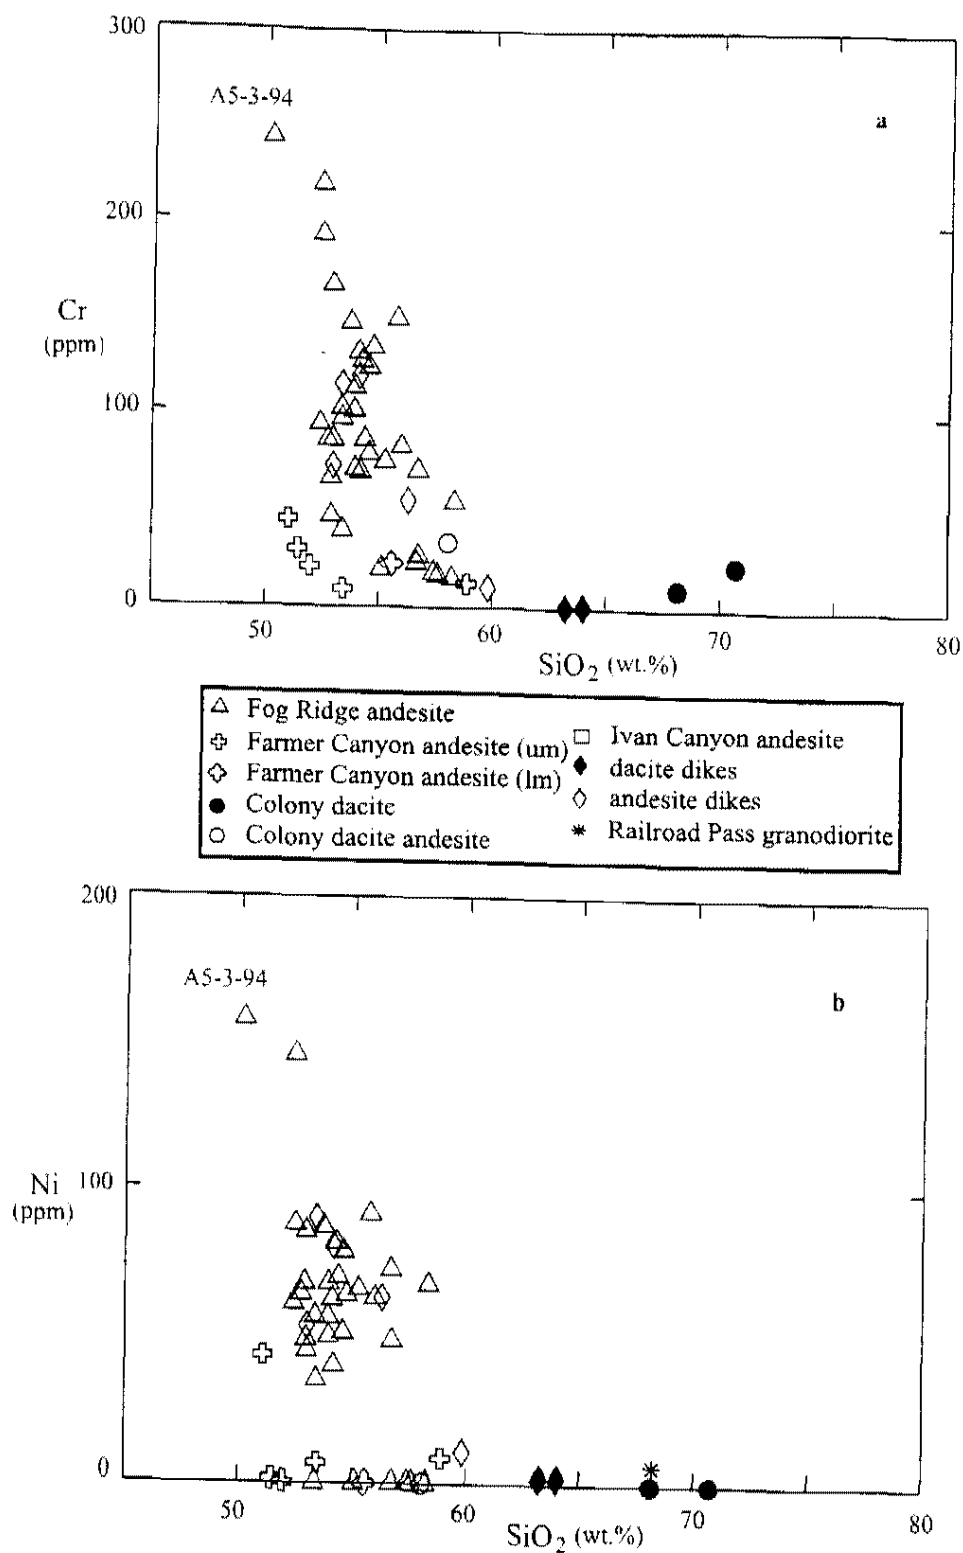 300
A5-3-94
a
200
Cr
(ppm)
100
0
50
60
70
80
SiO2 (wt.%)
Fog Ridge andesite
Farmer Canyon andesite (um)
Farmer Canyon andesite (lm)
Colony dacite
Colony dacite andesite
Ivan Canyon andesite
dacite dikes
andesite dikes
Railroad Pass granodiorite
200
A5-3-94
b
Ni
100
(ppm)
0
50
60
70
80
SiO2 (wt.%)